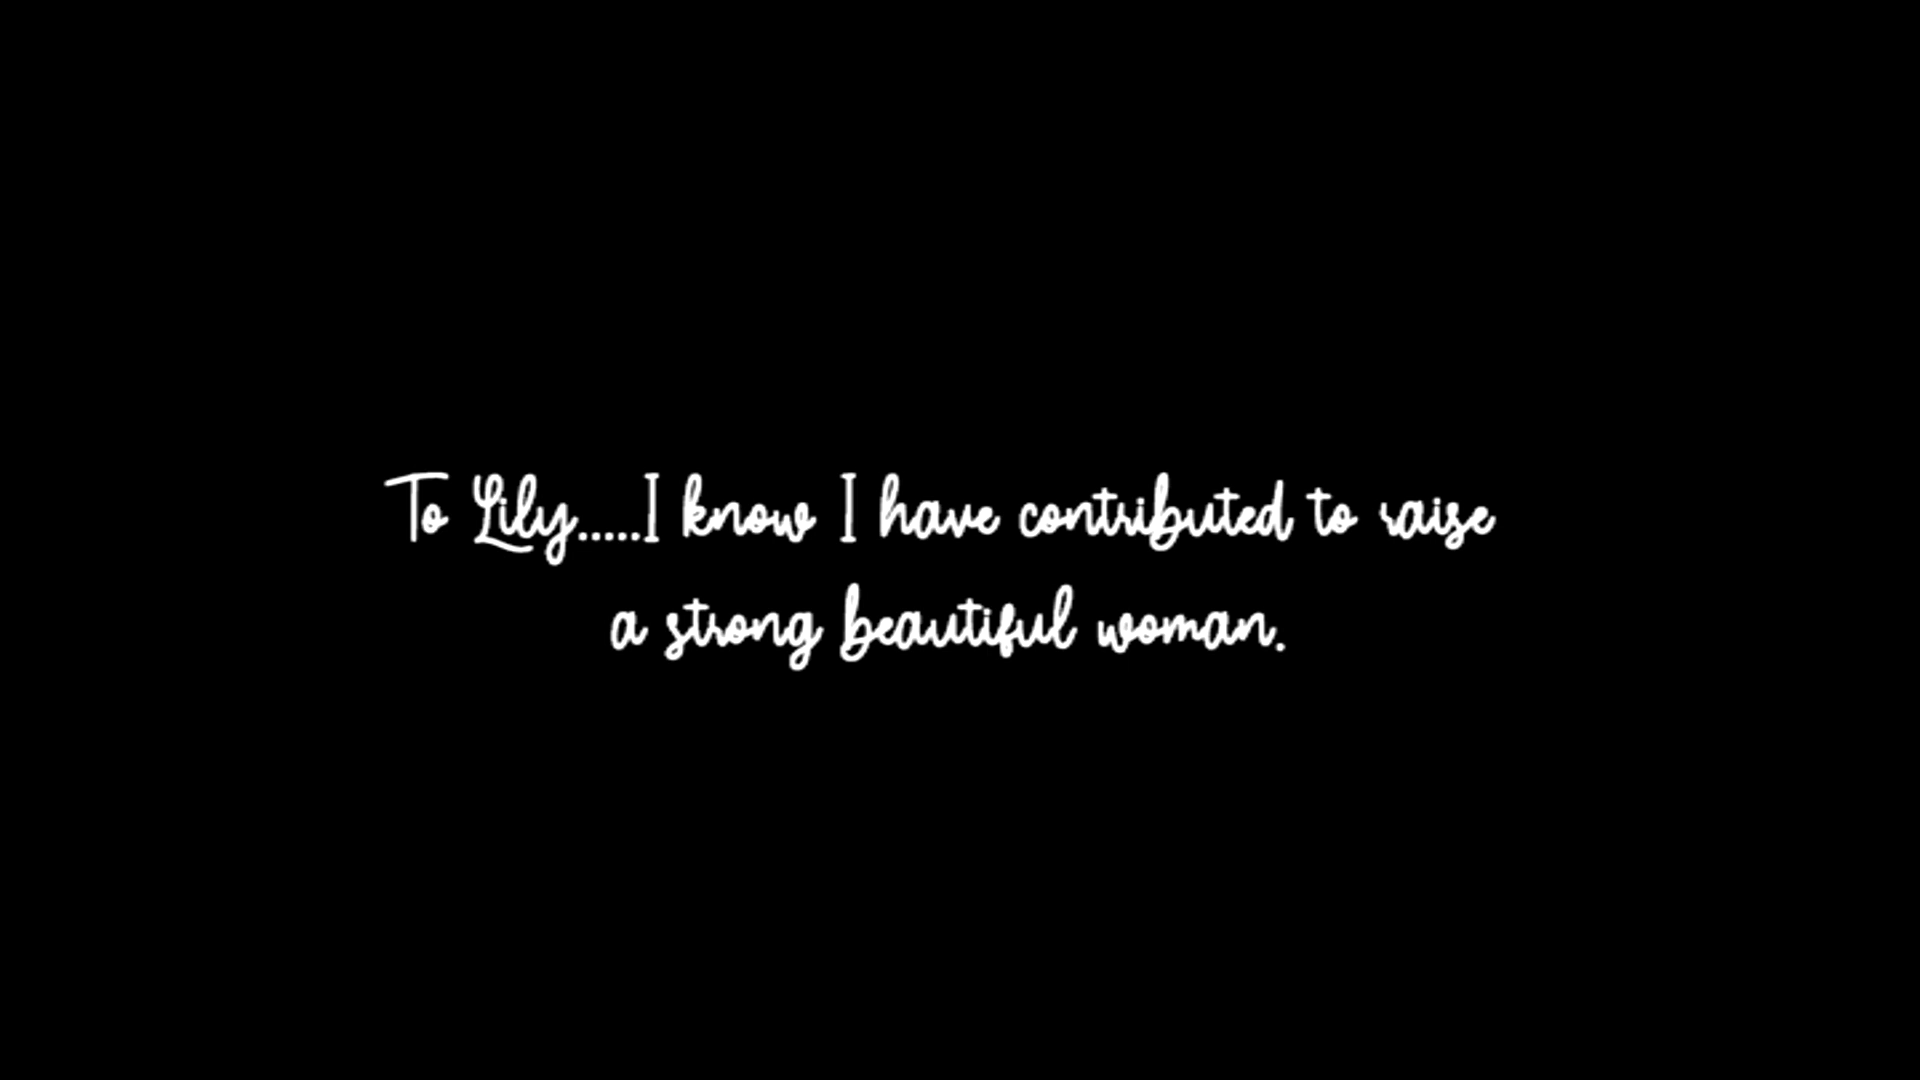 To Lily.....I know I have contributed to raise
a strong beautiful woman.